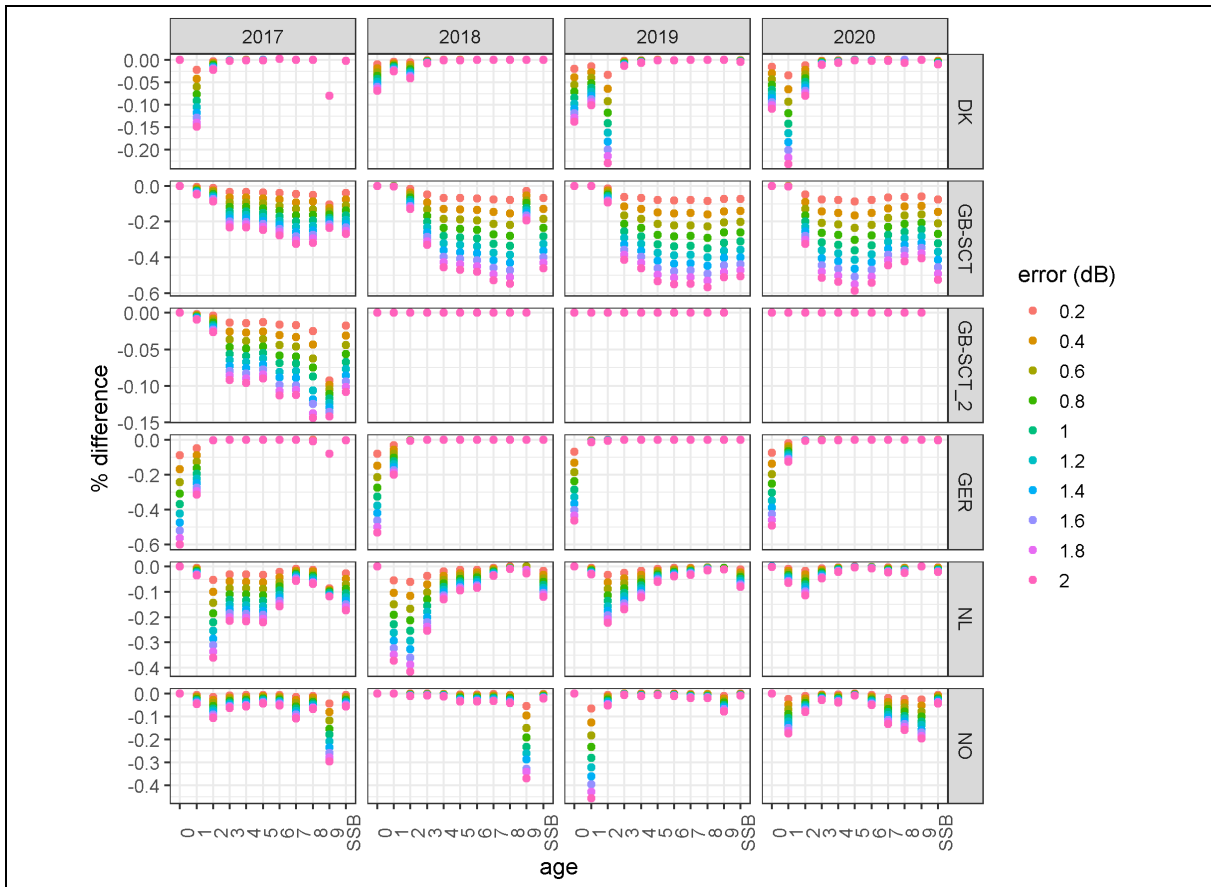 2017 2018 2019 2020
0.00
-0.05
-0.10
-0.15
-0.20
DK
0.0
-0.2
-0.4
-0.6
GB-SCT
0.00
-0.05
-0.10
-0.15
GB-SCT_2
0.0
-0.2
-0.4
-0.6
GER
0.0
-0.1
-0.2
-0.3
-0.4
NL
0.0
-0.1
-0.2
-0.3
-0.4
NO
% difference
0 1 2 3 4 5 6 7 8 9 SSB
0 1 2 3 4 5 6 7 8 9 SSB
0 1 2 3 4 5 6 7 8 9 SSB
0 1 2 3 4 5 6 7 8 9 SSB
age
error (dB)
0.2
0.4
0.6
0.8
1
1.2
1.4
1.6
1.8
2